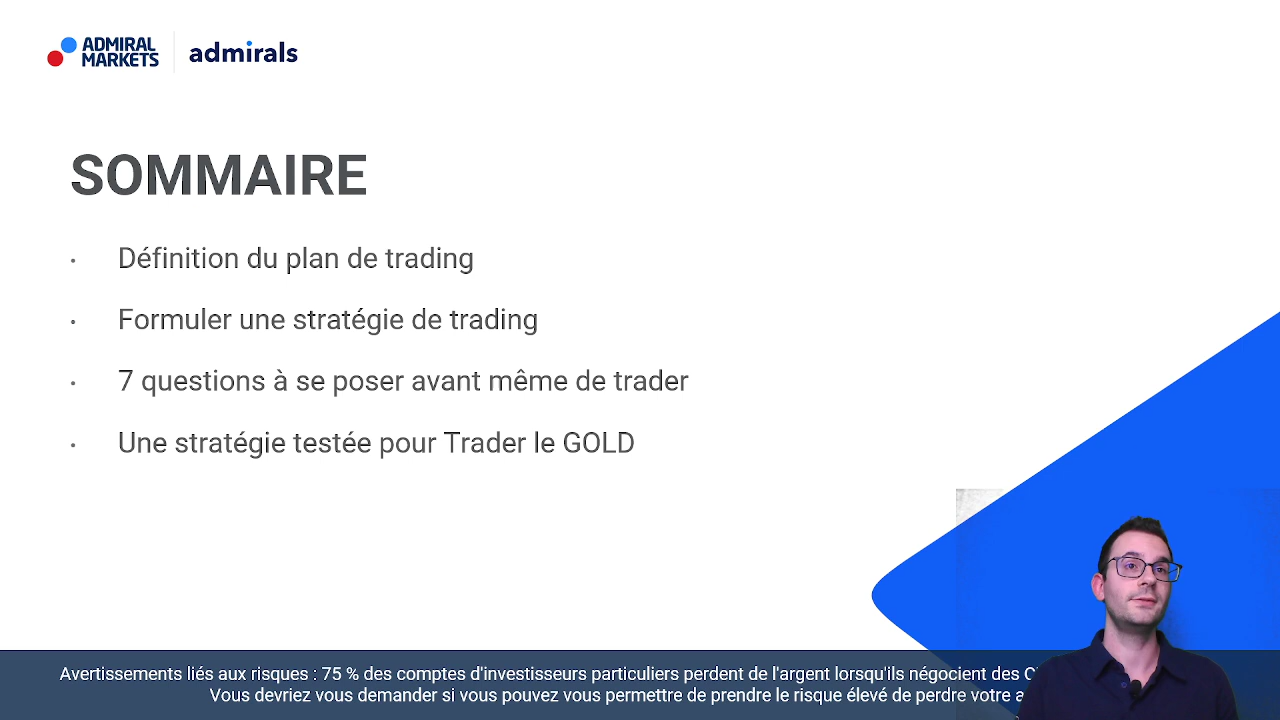 ADMIRAL
MARKETS
admirals
SOMMAIRE
• Définition du plan de trading
• Formuler une stratégie de trading
• 7 questions à se poser avant même de trader
• Une stratégie testée pour Trader le GOLD
Avertissements liés aux risques : 75 % des comptes d'investisseurs particuliers perdent de l'argent lorsqu'ils négocient des
Vous devriez vous demander si vous pouvez vous permettre de prendre le risque élevé de perdre votre